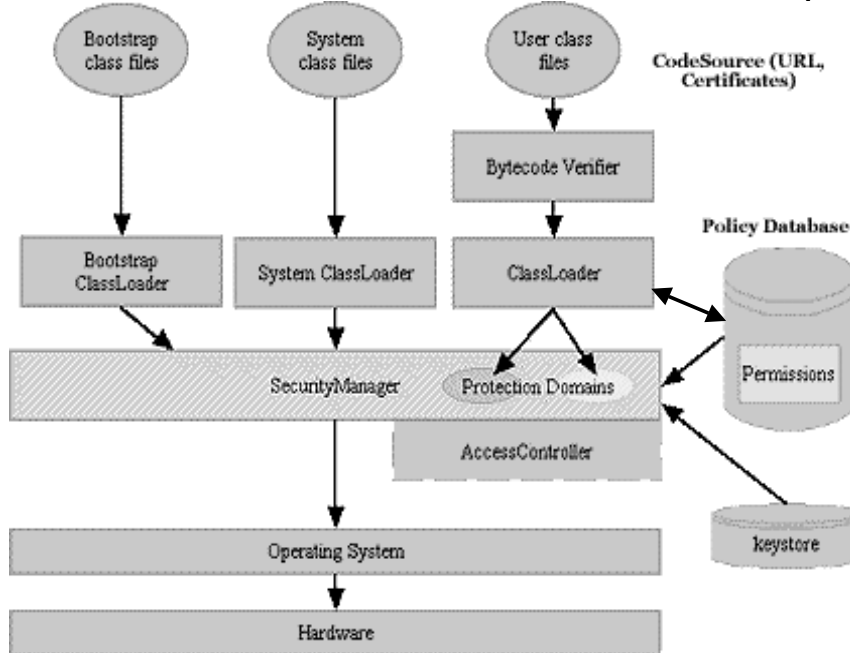 Bootstrap
class files
System
class files
User class
files
CodeSource (URL,
Certificates)
Bytecode Verifier
Policy Database
Bootstrap
ClassLoader
System ClassLoader
ClassLoader
Permissions
SecurityManager
Protection Domains
AccessController
keystore
Operating System
Hardware